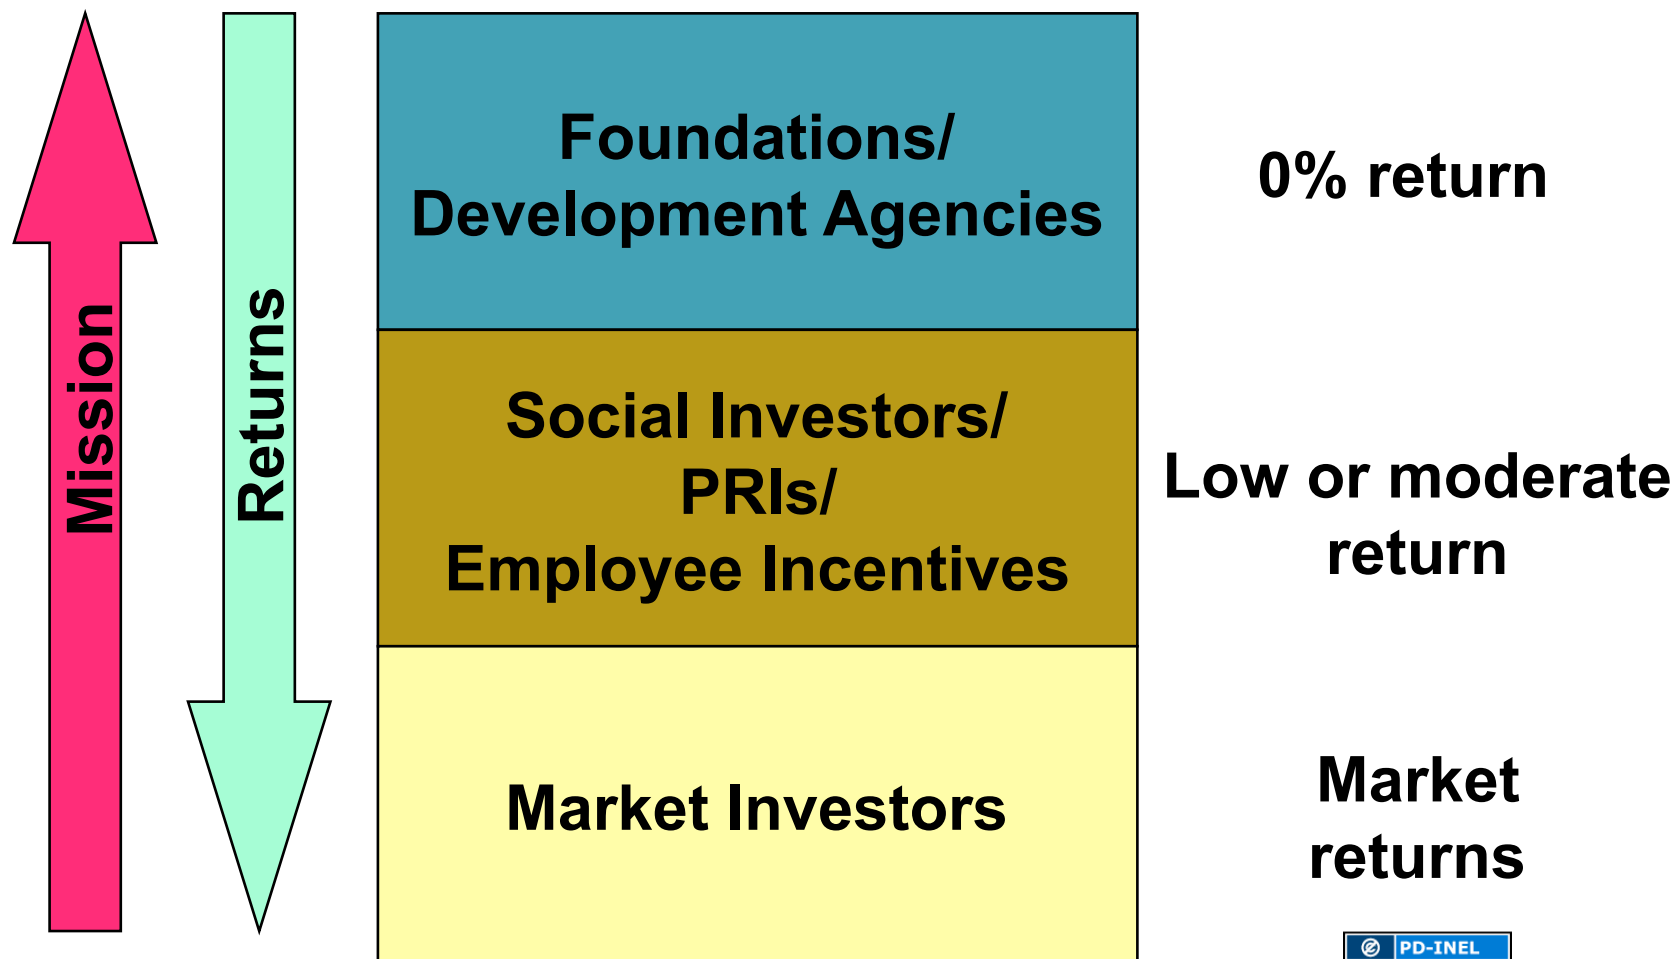 Mission
Returns
Foundations/
Development Agencies
0% return
Social Investors/
PRIs/
Employee Incentives
Low or moderate
return
Market Investors
Market
returns
PD-INEL